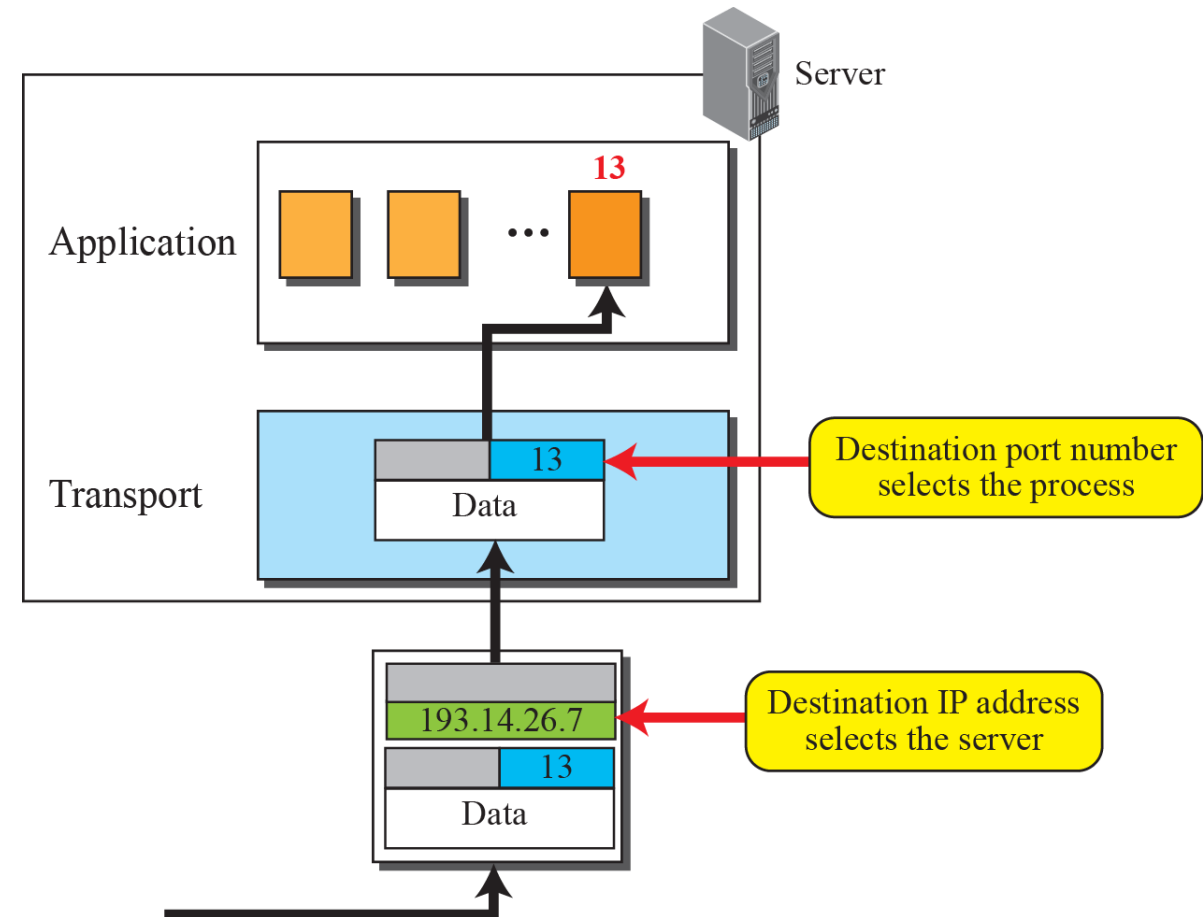 Server
13
Application
...
13
Destination port number
selects the process
Transport
Data
193.14.26.7
Destination IP address
selects the server
13
Data